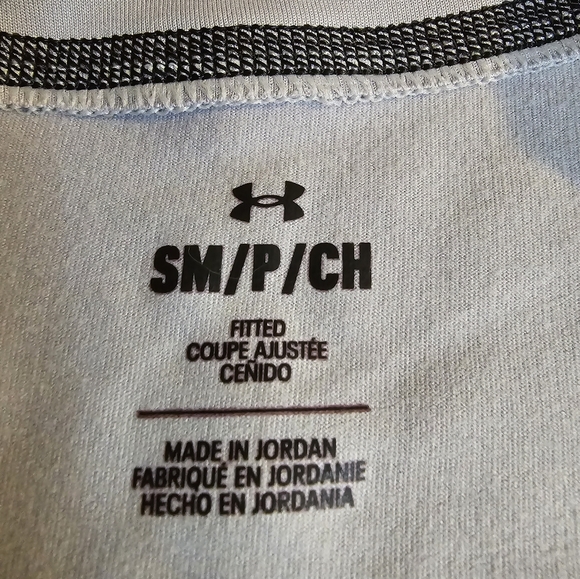 SM/P/CH
FITTED
COUPE AJUSTÉE
CEÑIDO
MADE IN JORDAN
FABRIQUÉ EN JORDANIE
HECHO EN JORDANIA